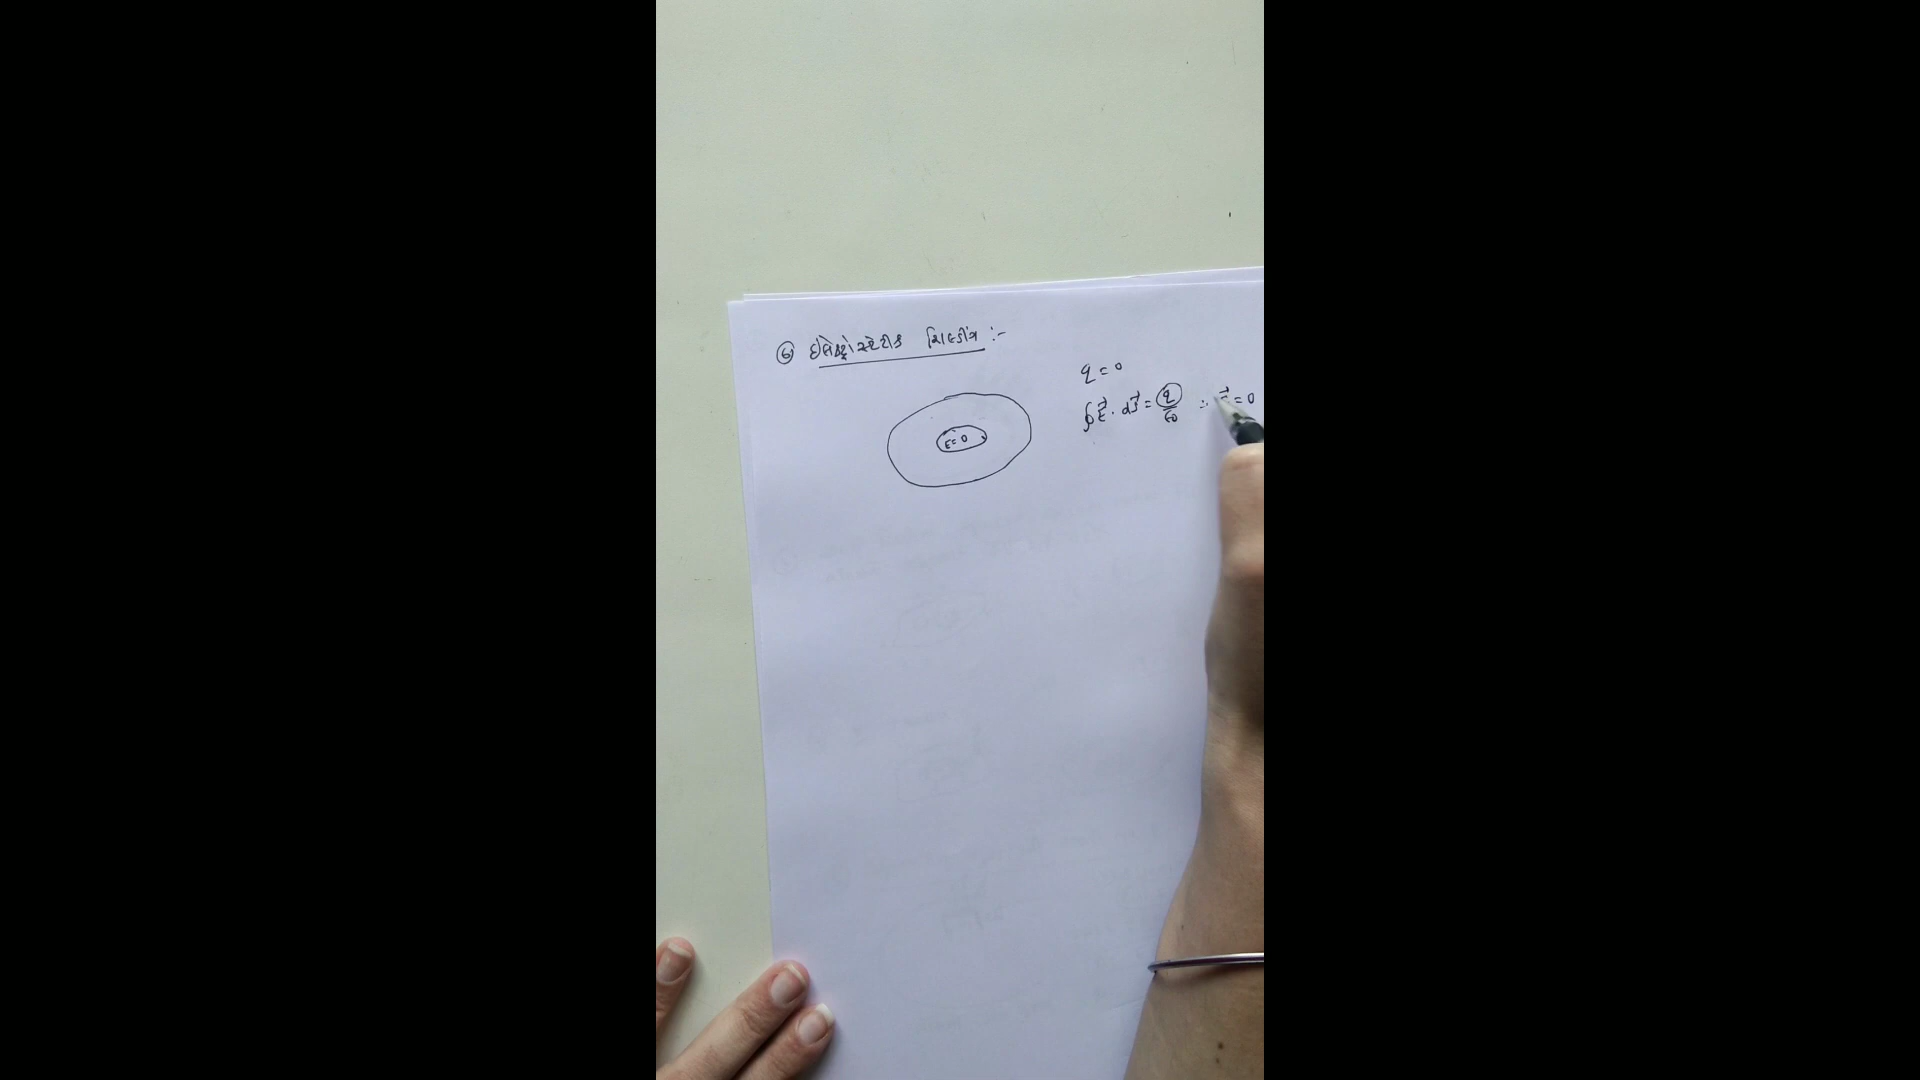 ⑥ ઇલેક્ટ્રોસ્ટેટીક શિલ્ડીંગ :-
q = 0
∮E⃗ · dS⃗ = q/ε₀ ∴ E⃗ = 0
E = 0